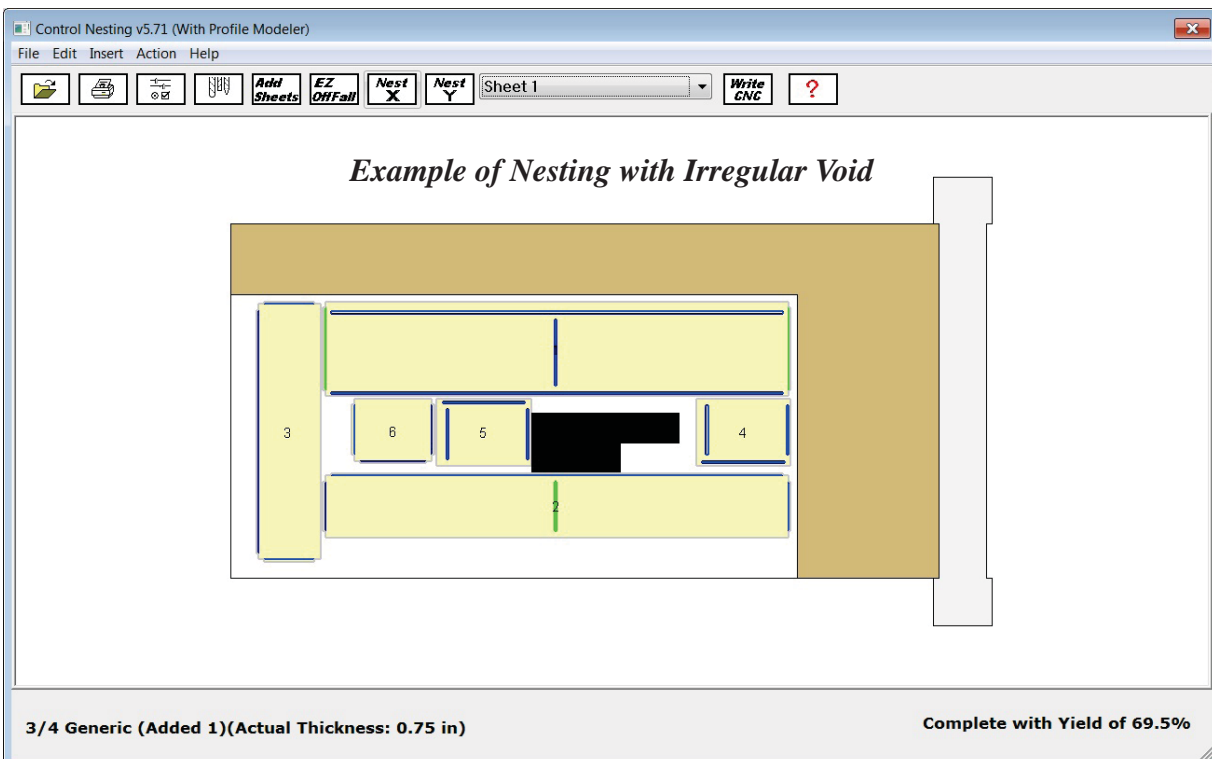 Control Nesting v5.71 (With Profile Modeler)
File Edit Insert Action Help
Add Sheets
EZ OffFall
Nest X
Nest Y
Sheet 1
Write CNC
?
Example of Nesting with Irregular Void
1
3
6
5
4
2
3/4 Generic (Added 1)(Actual Thickness: 0.75 in)
Complete with Yield of 69.5%